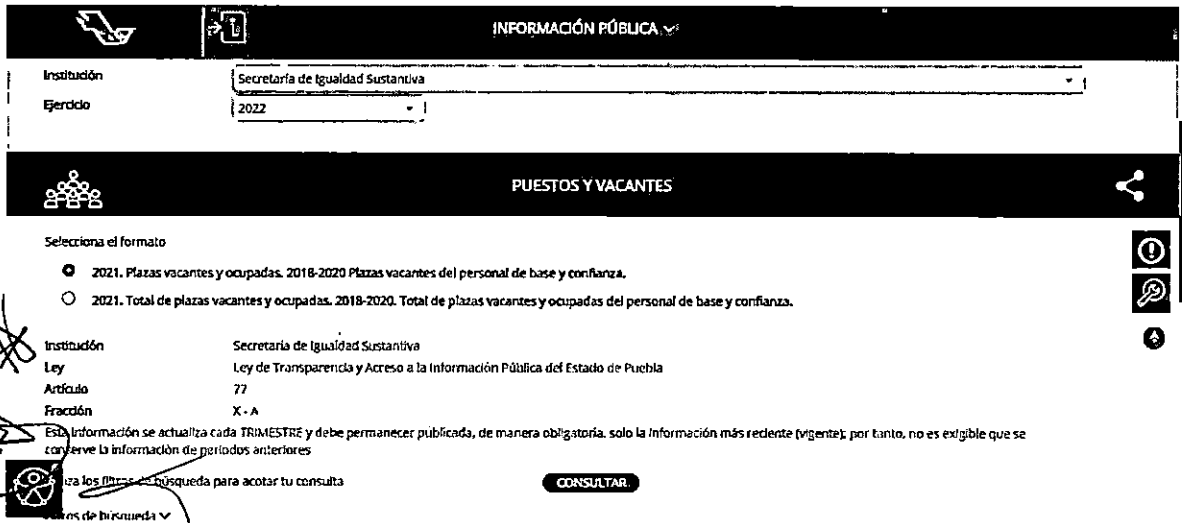 INFORMACIÓN PÚBLICA
Institución
Secretaría de Igualdad Sustantiva
Ejercicio
2022
PUESTOS Y VACANTES
Selecciona el formato
2021. Plazas vacantes y ocupadas. 2018-2020 Plazas vacantes del personal de base y confianza.
2021. Total de plazas vacantes y ocupadas. 2018-2020. Total de plazas vacantes y ocupadas del personal de base y confianza.
Institución Secretaría de Igualdad Sustantiva
Ley Ley de Transparencia y Acceso a la Información Pública del Estado de Puebla
Artículo 77
Fracción X - A
Esta información se actualiza cada TRIMESTRE y debe permanecer publicada, de manera obligatoria, solo la información más reciente (vigente); por tanto, no es exigible que se
conserve la información de periodos anteriores
los filtros de búsqueda para acotar tu consulta
CONSULTAR
de búsqueda